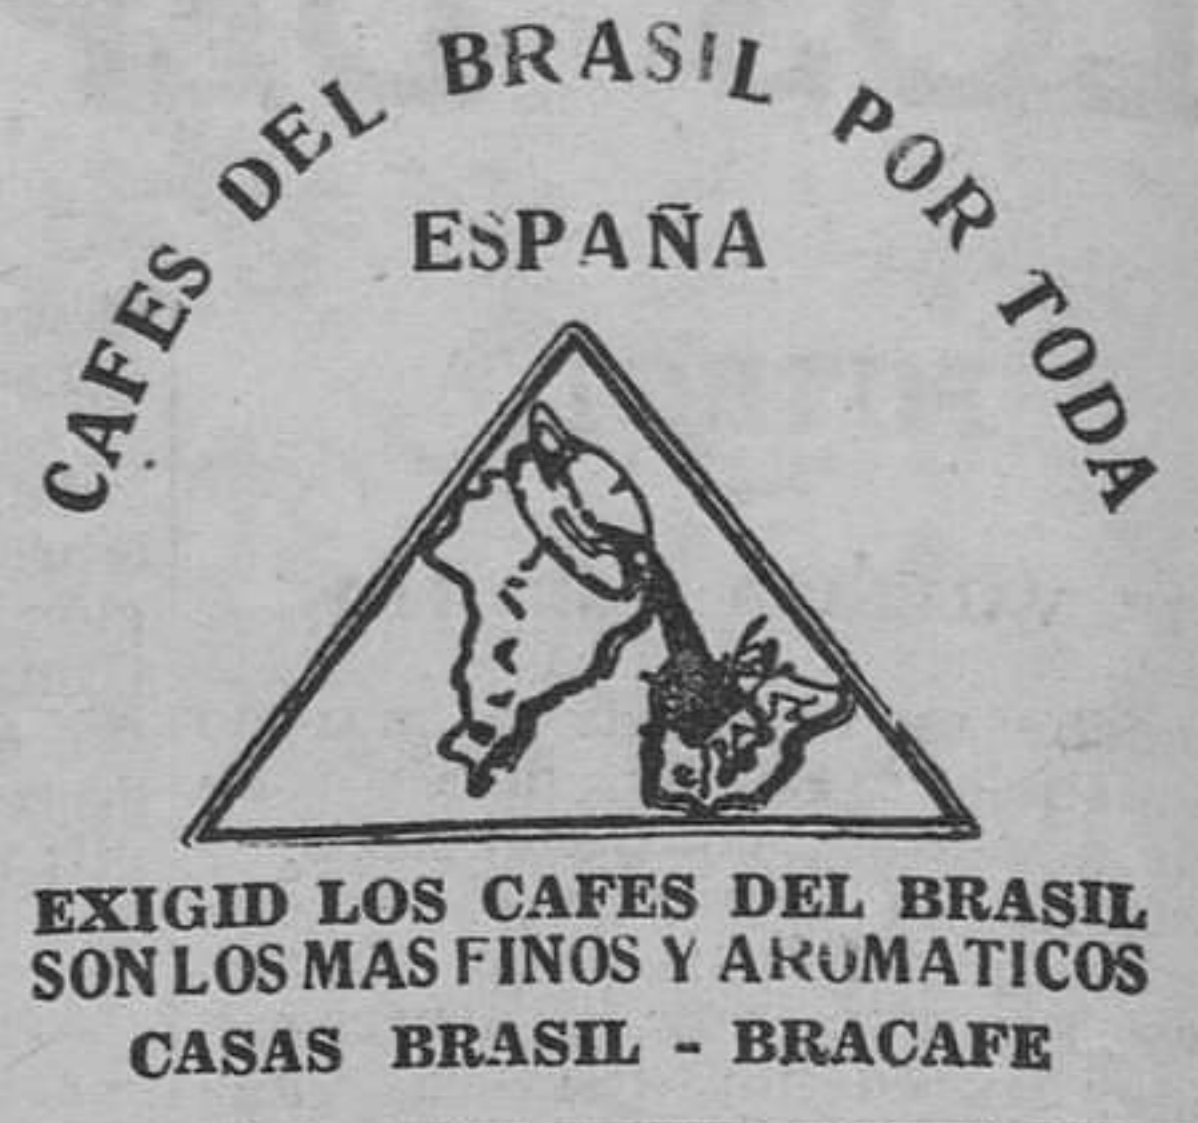 CAFES DEL BRASIL POR TODA
ESPAÑA
EXIGID LOS CAFES DEL BRASIL
SON LOS MAS FINOS Y AROMATICOS
CASAS BRASIL - BRACAFE